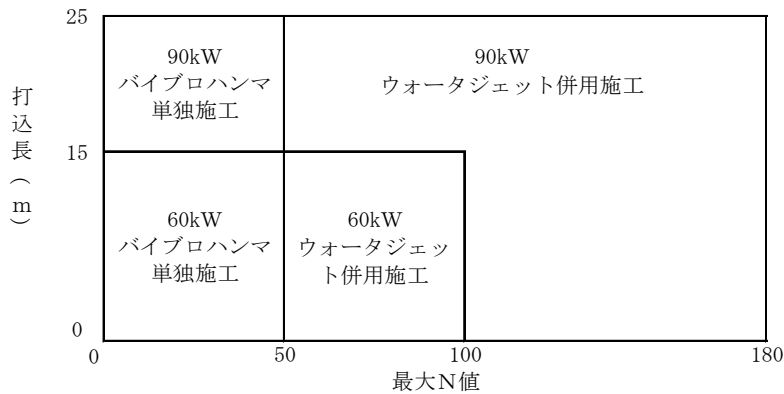 25
90kW
バイブロハンマ
単独施工
90kW
ウォータジェット併用施工
打込長(m)
15
60kW
バイブロハンマ
単独施工
60kW
ウォータジェッ
ト併用施工
0
0
50
100
180
最大N値